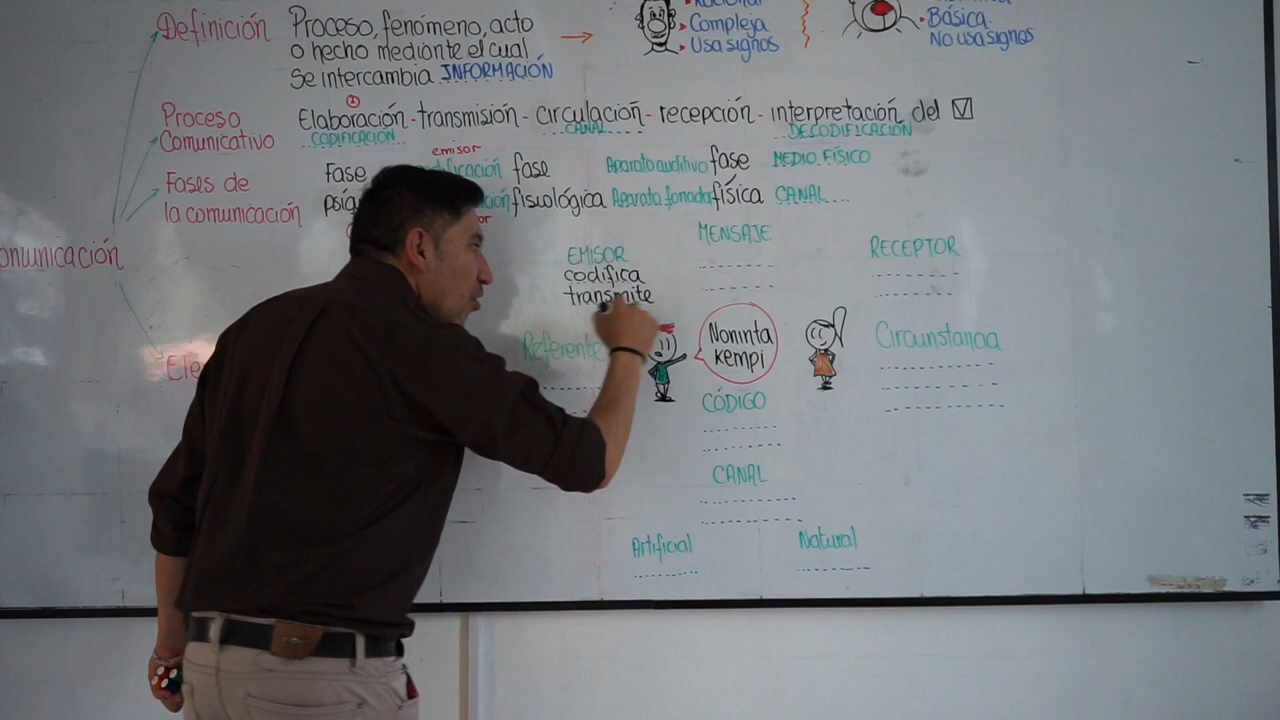 Definición
Proceso, fenómeno, acto
o hecho mediante el cual
se intercambia INFORMACIÓN
Compleja
Usa signos
Básica
No usa signos
Proceso
Comunicativo
Elaboración - transmisión - circulación - recepción - interpretación del
CODIFICACIÓN
CANAL
DECODIFICACIÓN
Fases de
la comunicación
emisor
Fase
fase
Aparato auditivo
fase
MEDIO FÍSICO
fisiológica
Aparato fonador
física
CANAL
EMISOR
codifica
transmite
MENSAJE
RECEPTOR
Referente
Noninta
kempi
Circunstancia
CÓDIGO
CANAL
Artificial
Natural